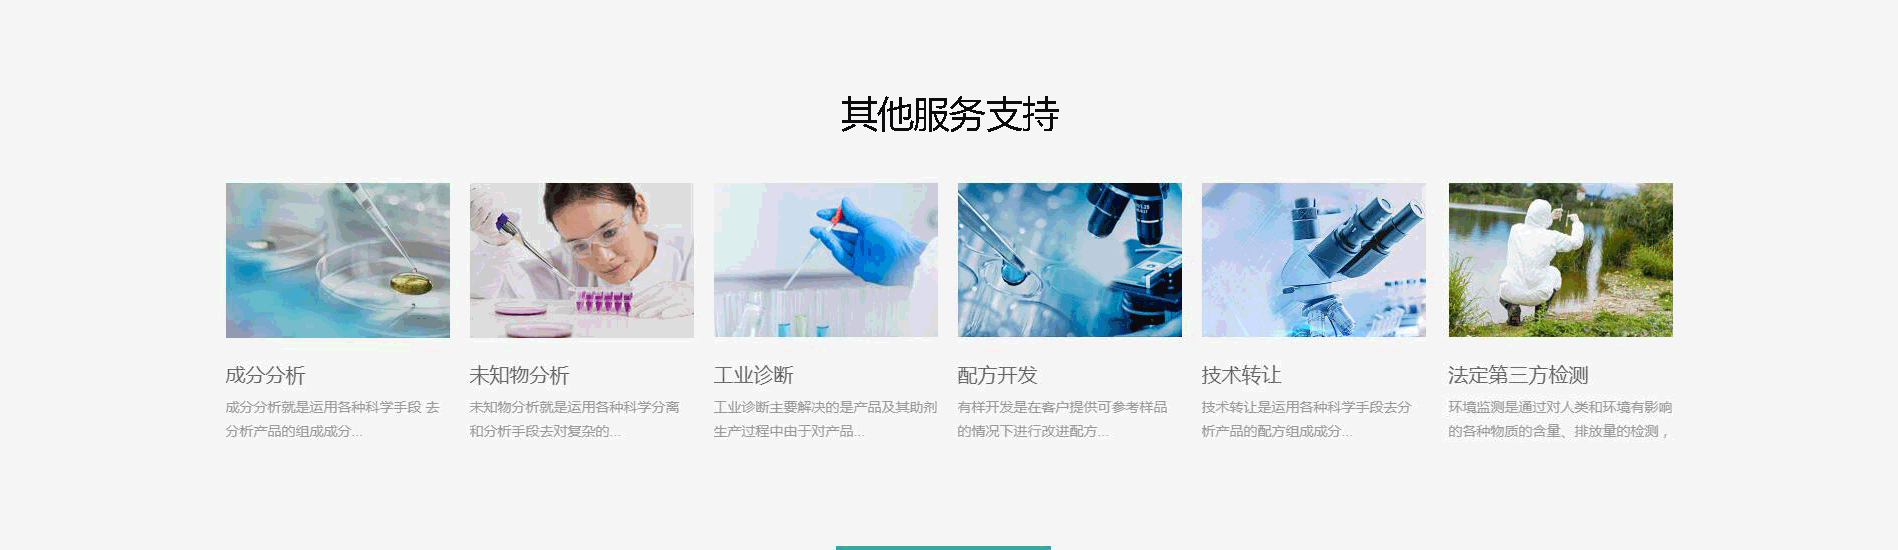 其他服务支持
成分分析
成分分析就是运用各种科学手段 去
分析产品的组成成分...
未知物分析
未知物分析就是运用各种科学分离
和分析手段去对复杂的...
工业诊断
工业诊断主要解决的是产品及其助剂
生产过程中由于对产品...
配方开发
有样开发是在客户提供可参考样品
的情况下进行改进配方...
技术转让
技术转让是运用各种科学手段去分
析产品的配方组成成分...
法定第三方检测
环境监测是通过对人类和环境有影响
的各种物质的含量、排放量的检测，